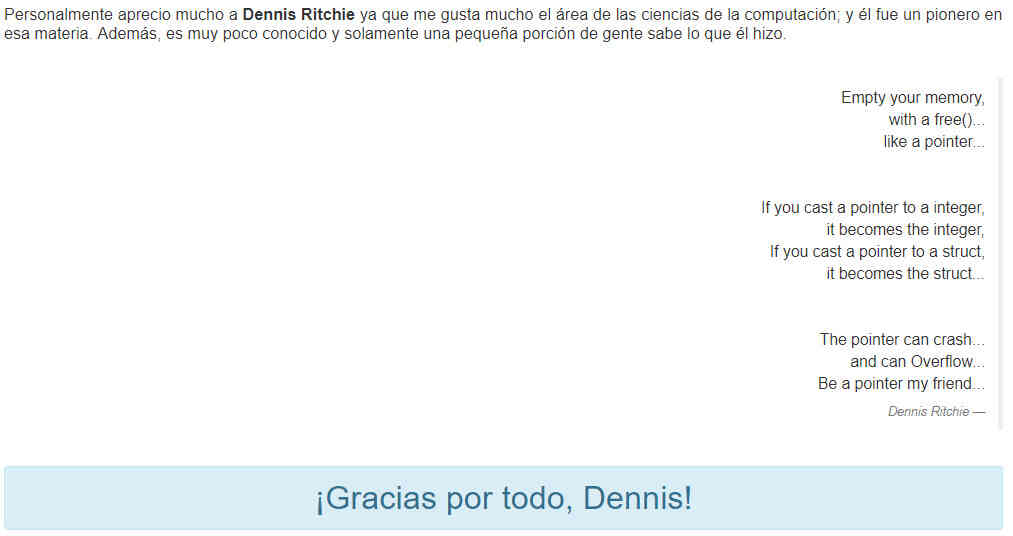 Personalmente aprecio mucho a Dennis Ritchie ya que me gusta mucho el área de las ciencias de la computación; y él fue un pionero en
esa materia. Además, es muy poco conocido y solamente una pequeña porción de gente sabe lo que él hizo.
Empty your memory,
with a free()...
like a pointer...
If you cast a pointer to a integer,
it becomes the integer,
If you cast a pointer to a struct,
it becomes the struct...
The pointer can crash...
and can Overflow...
Be a pointer my friend...
Dennis Ritchie —
¡Gracias por todo, Dennis!